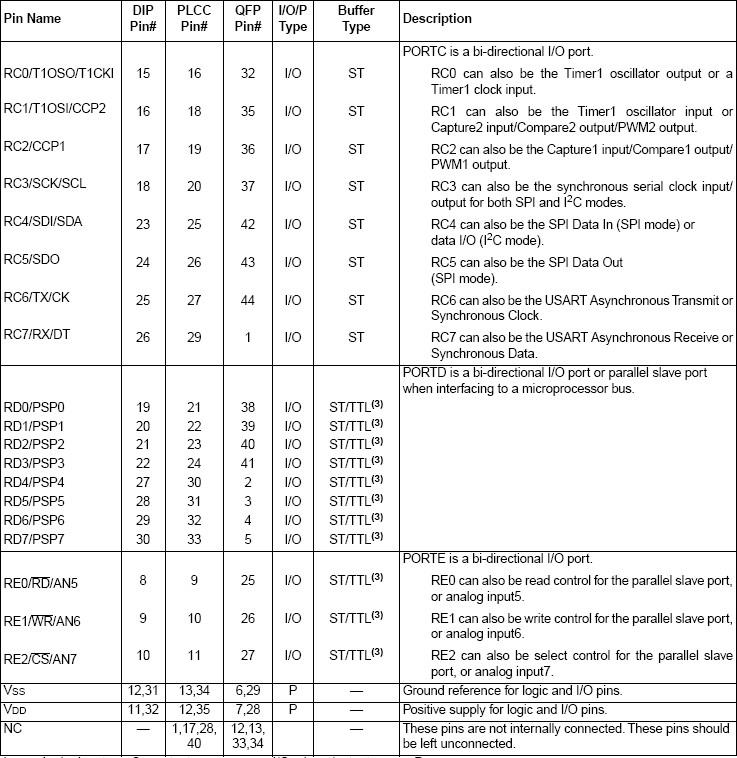 Pin Name DIP Pin# PLCC Pin# QFP Pin# I/O/P Type Buffer Type Description
PORTC is a bi-directional I/O port.
RC0/T1OSO/T1CKI 15 16 32 I/O ST RC0 can also be the Timer1 oscillator output or a
Timer1 clock input.
RC1/T1OSI/CCP2 16 18 35 I/O ST RC1 can also be the Timer1 oscillator input or
Capture2 input/Compare2 output/PWM2 output.
RC2/CCP1 17 19 36 I/O ST RC2 can also be the Capture1 input/Compare1 output/
PWM1 output.
RC3/SCK/SCL 18 20 37 I/O ST RC3 can also be the synchronous serial clock input/
output for both SPI and I2C modes.
RC4/SDI/SDA 23 25 42 I/O ST RC4 can also be the SPI Data In (SPI mode) or
data I/O (I2C mode).
RC5/SDO 24 26 43 I/O ST RC5 can also be the SPI Data Out
(SPI mode).
RC6/TX/CK 25 27 44 I/O ST RC6 can also be the USART Asynchronous Transmit or
Synchronous Clock.
RC7/RX/DT 26 29 1 I/O ST RC7 can also be the USART Asynchronous Receive or
Synchronous Data.
PORTD is a bi-directional I/O port or parallel slave port
when interfacing to a microprocessor bus.
RD0/PSP0 19 21 38 I/O ST/TTL(3)
RD1/PSP1 20 22 39 I/O ST/TTL(3)
RD2/PSP2 21 23 40 I/O ST/TTL(3)
RD3/PSP3 22 24 41 I/O ST/TTL(3)
RD4/PSP4 27 30 2 I/O ST/TTL(3)
RD5/PSP5 28 31 3 I/O ST/TTL(3)
RD6/PSP6 29 32 4 I/O ST/TTL(3)
RD7/PSP7 30 33 5 I/O ST/TTL(3)
PORTE is a bi-directional I/O port.
RE0/RD/AN5 8 9 25 I/O ST/TTL(3) RE0 can also be read control for the parallel slave port,
or analog input5.
RE1/WR/AN6 9 10 26 I/O ST/TTL(3) RE1 can also be write control for the parallel slave port,
or analog input6.
RE2/CS/AN7 10 11 27 I/O ST/TTL(3) RE2 can also be select control for the parallel slave
port, or analog input7.
VSS 12,31 13,34 6,29 P — Ground reference for logic and I/O pins.
VDD 11,32 12,35 7,28 P — Positive supply for logic and I/O pins.
NC — 1,17,28, 12,13, — These pins are not internally connected. These pins should
40 33,34 be left unconnected.